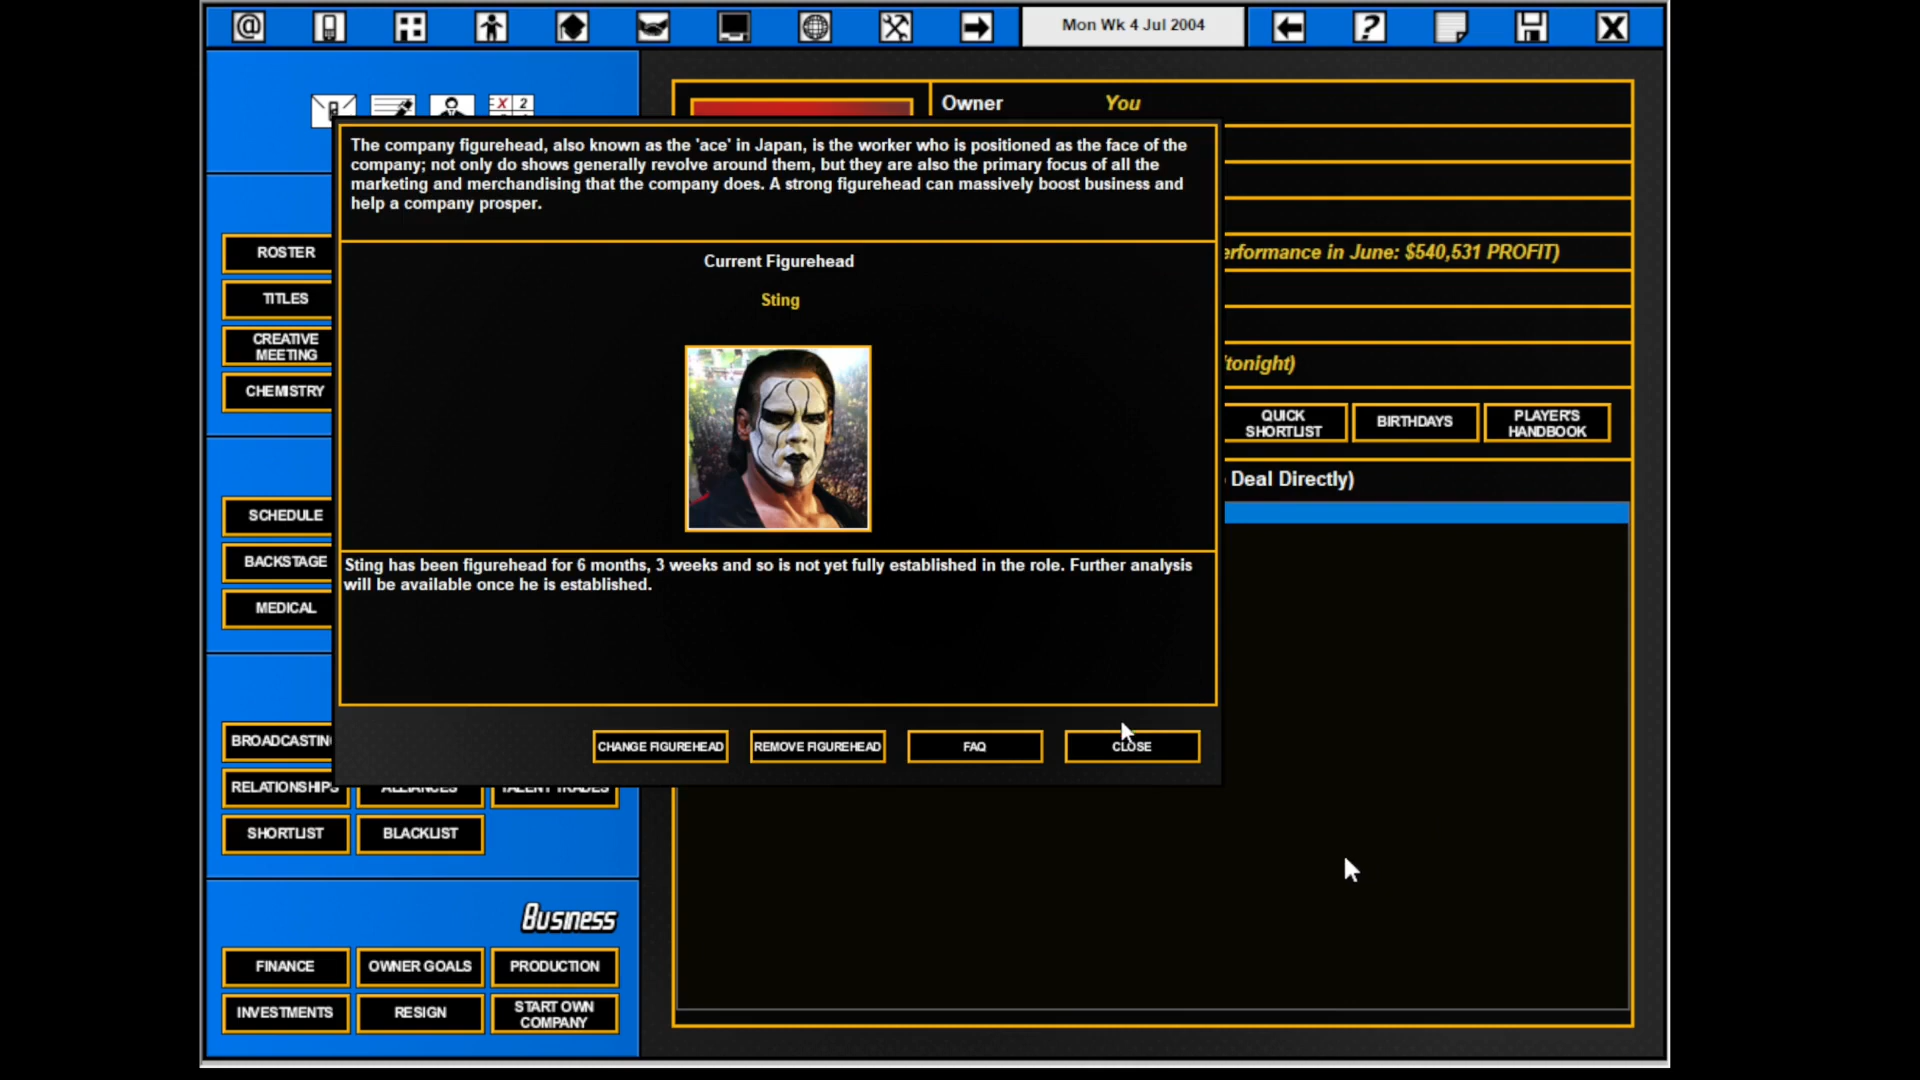 Mon Wk 4 Jul 2004
X 2
Owner You
The company figurehead, also known as the 'ace' in Japan, is the worker who is positioned as the face of the
company; not only do shows generally revolve around them, but they are also the primary focus of all the
marketing and merchandising that the company does. A strong figurehead can massively boost business and
help a company prosper.
Current Figurehead
Sting
Sting has been figurehead for 6 months, 3 weeks and so is not yet fully established in the role. Further analysis
will be available once he is established.
CHANGE FIGUREHEAD REMOVE FIGUREHEAD FAQ CLOSE
erformance in June: $540,531 PROFIT)
tonight)
QUICK
SHORTLIST
BIRTHDAYS
PLAYER'S
HANDBOOK
Deal Directly)
ROSTER
TITLES
CREATIVE
MEETING
CHEMISTRY
SCHEDULE
BACKSTAGE
MEDICAL
BROADCASTIN
RELATIONSHIPS ALLIANCES TALENT TRADES
SHORTLIST BLACKLIST
Business
FINANCE OWNER GOALS PRODUCTION
INVESTMENTS RESIGN START OWN
COMPANY